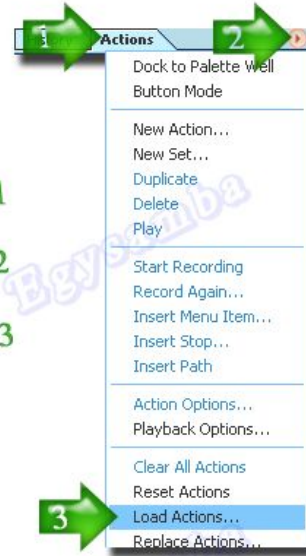 1 Actions 2
Dock to Palette Well
Button Mode
New Action...
New Set...
Duplicate
Delete
Play
1
Start Recording
2
Record Again...
Insert Menu Item...
Insert Stop...
3
Insert Path
Egysamba
Action Options...
Playback Options...
Clear All Actions
Reset Actions
3 Load Actions...
Replace Actions...